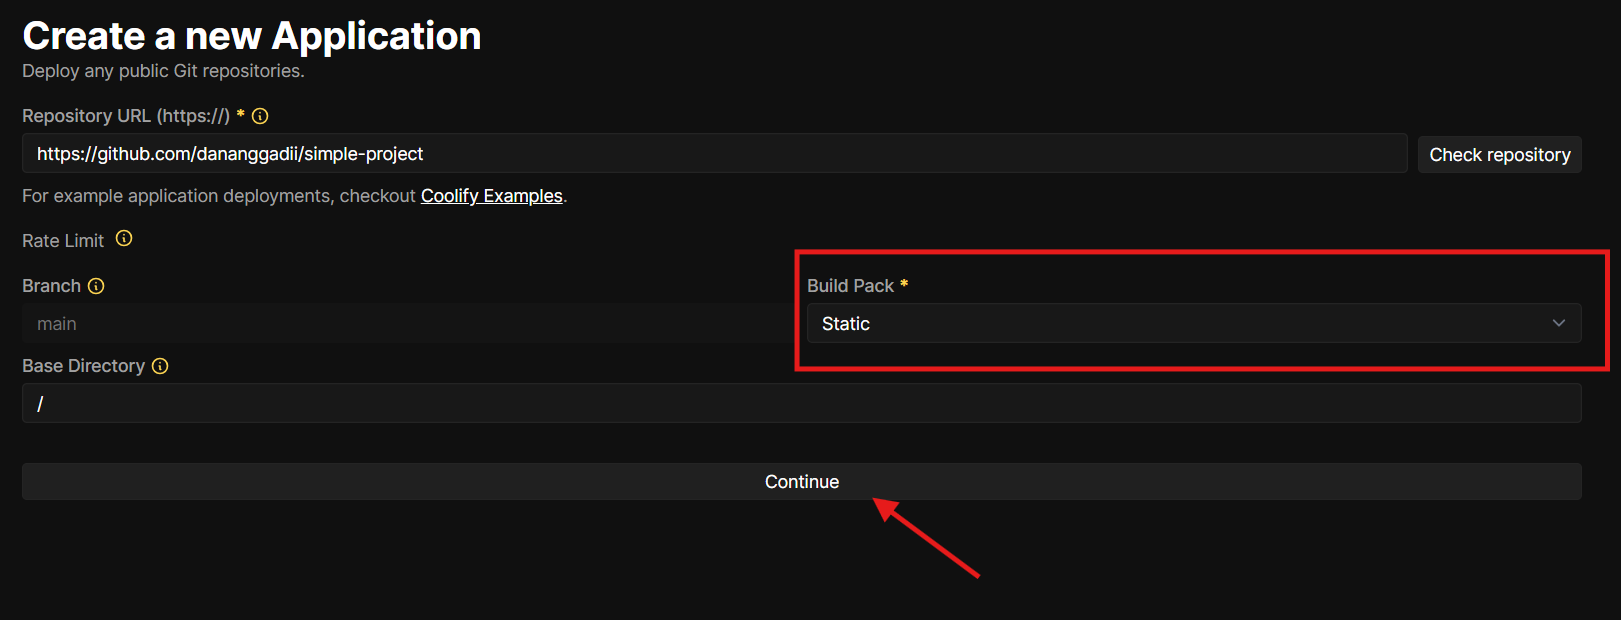 Create a new Application
Deploy any public Git repositories.
Repository URL (https://) *
https://github.com/dananggadii/simple-project
Check repository
For example application deployments, checkout Coolify Examples.
Rate Limit
Branch
Build Pack *
main
Static
Base Directory
/
Continue